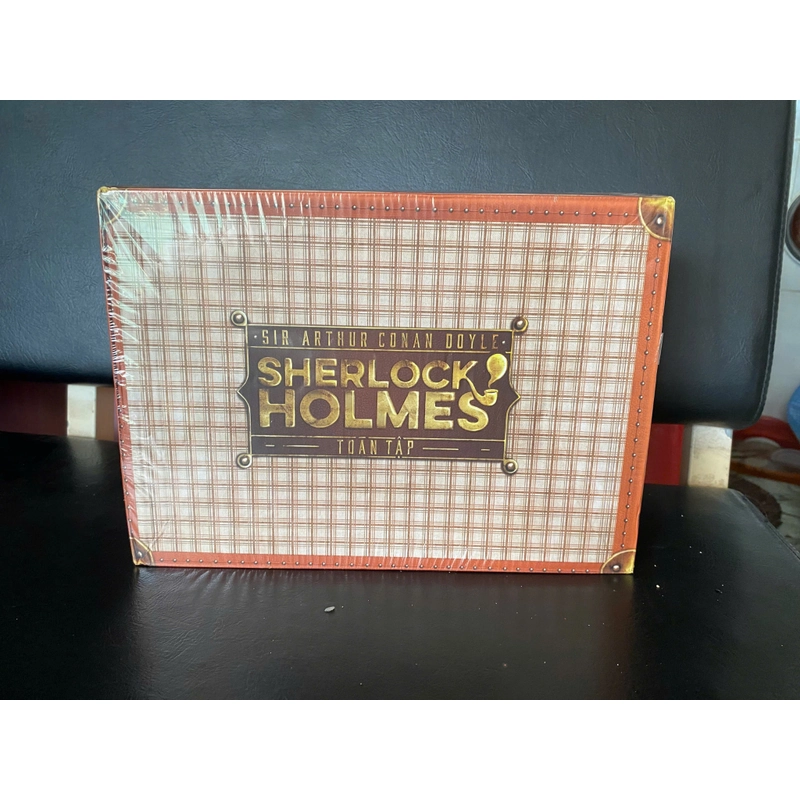 SIR ARTHUR CONAN DOYLE
SHERLOCK
HOLMES
TOÀN TẬP